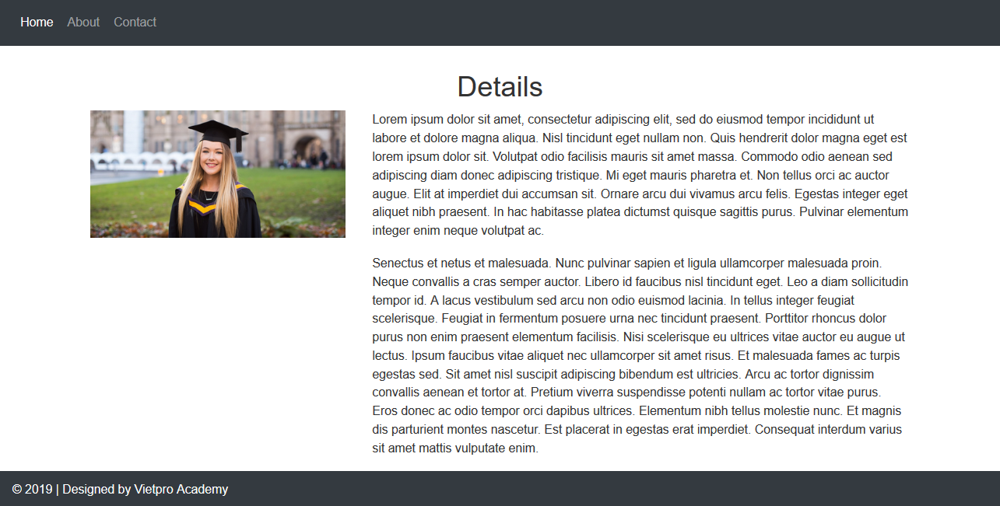 Home About Contact
Details
Lorem ipsum dolor sit amet, consectetur adipiscing elit, sed do eiusmod tempor incididunt ut
labore et dolore magna aliqua. Nisl tincidunt eget nullam non. Quis hendrerit dolor magna eget est
lorem ipsum dolor sit. Volutpat odio facilisis mauris sit amet massa. Commodo odio aenean sed
adipiscing diam donec adipiscing tristique. Mi eget mauris pharetra et. Non tellus orci ac auctor
augue. Elit at imperdiet dui accumsan sit. Ornare arcu dui vivamus arcu felis. Egestas integer eget
aliquet nibh praesent. In hac habitasse platea dictumst quisque sagittis purus. Pulvinar elementum
integer enim neque volutpat ac.
Senectus et netus et malesuada. Nunc pulvinar sapien et ligula ullamcorper malesuada proin.
Neque convallis a cras semper auctor. Libero id faucibus nisl tincidunt eget. Leo a diam sollicitudin
tempor id. A lacus vestibulum sed arcu non odio euismod lacinia. In tellus integer feugiat
scelerisque. Feugiat in fermentum posuere urna nec tincidunt praesent. Porttitor rhoncus dolor
purus non enim praesent elementum facilisis. Nisi scelerisque eu ultrices vitae auctor eu augue ut
lectus. Ipsum faucibus vitae aliquet nec ullamcorper sit amet risus. Et malesuada fames ac turpis
egestas sed. Sit amet nisl suscipit adipiscing bibendum est ultricies. Arcu ac tortor dignissim
convallis aenean et tortor at. Pretium viverra suspendisse potenti nullam ac tortor vitae purus.
Eros donec ac odio tempor orci dapibus ultrices. Elementum nibh tellus molestie nunc. Et magnis
dis parturient montes nascetur. Est placerat in egestas erat imperdiet. Consequat interdum varius
sit amet mattis vulputate enim.
© 2019 | Designed by Vietpro Academy